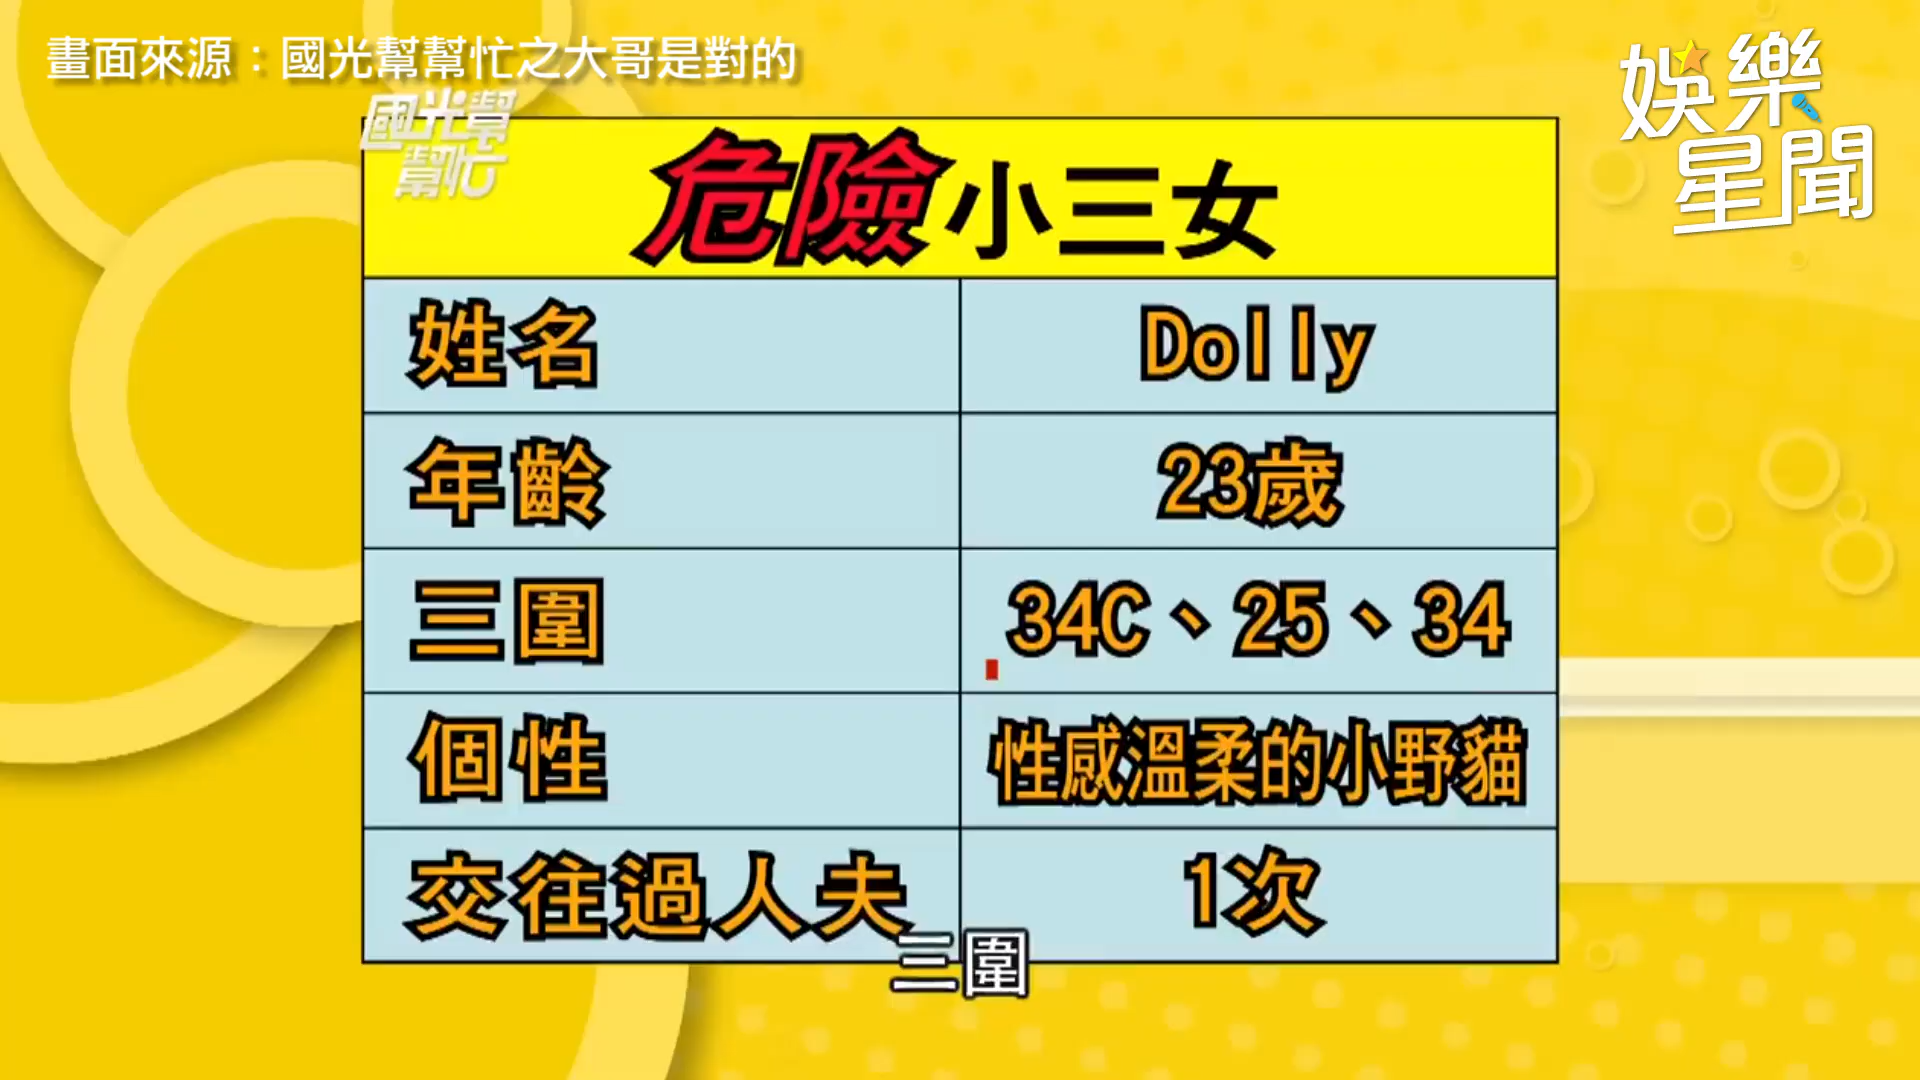 畫面來源：國光幫幫忙之大哥是對的
娛樂
星聞
國光幫
幫忙
危險小三女
姓名 Dolly
年齡 23歲
三圍 34C、25、34
個性 性感溫柔的小野貓
交往過人夫 1次
三圍